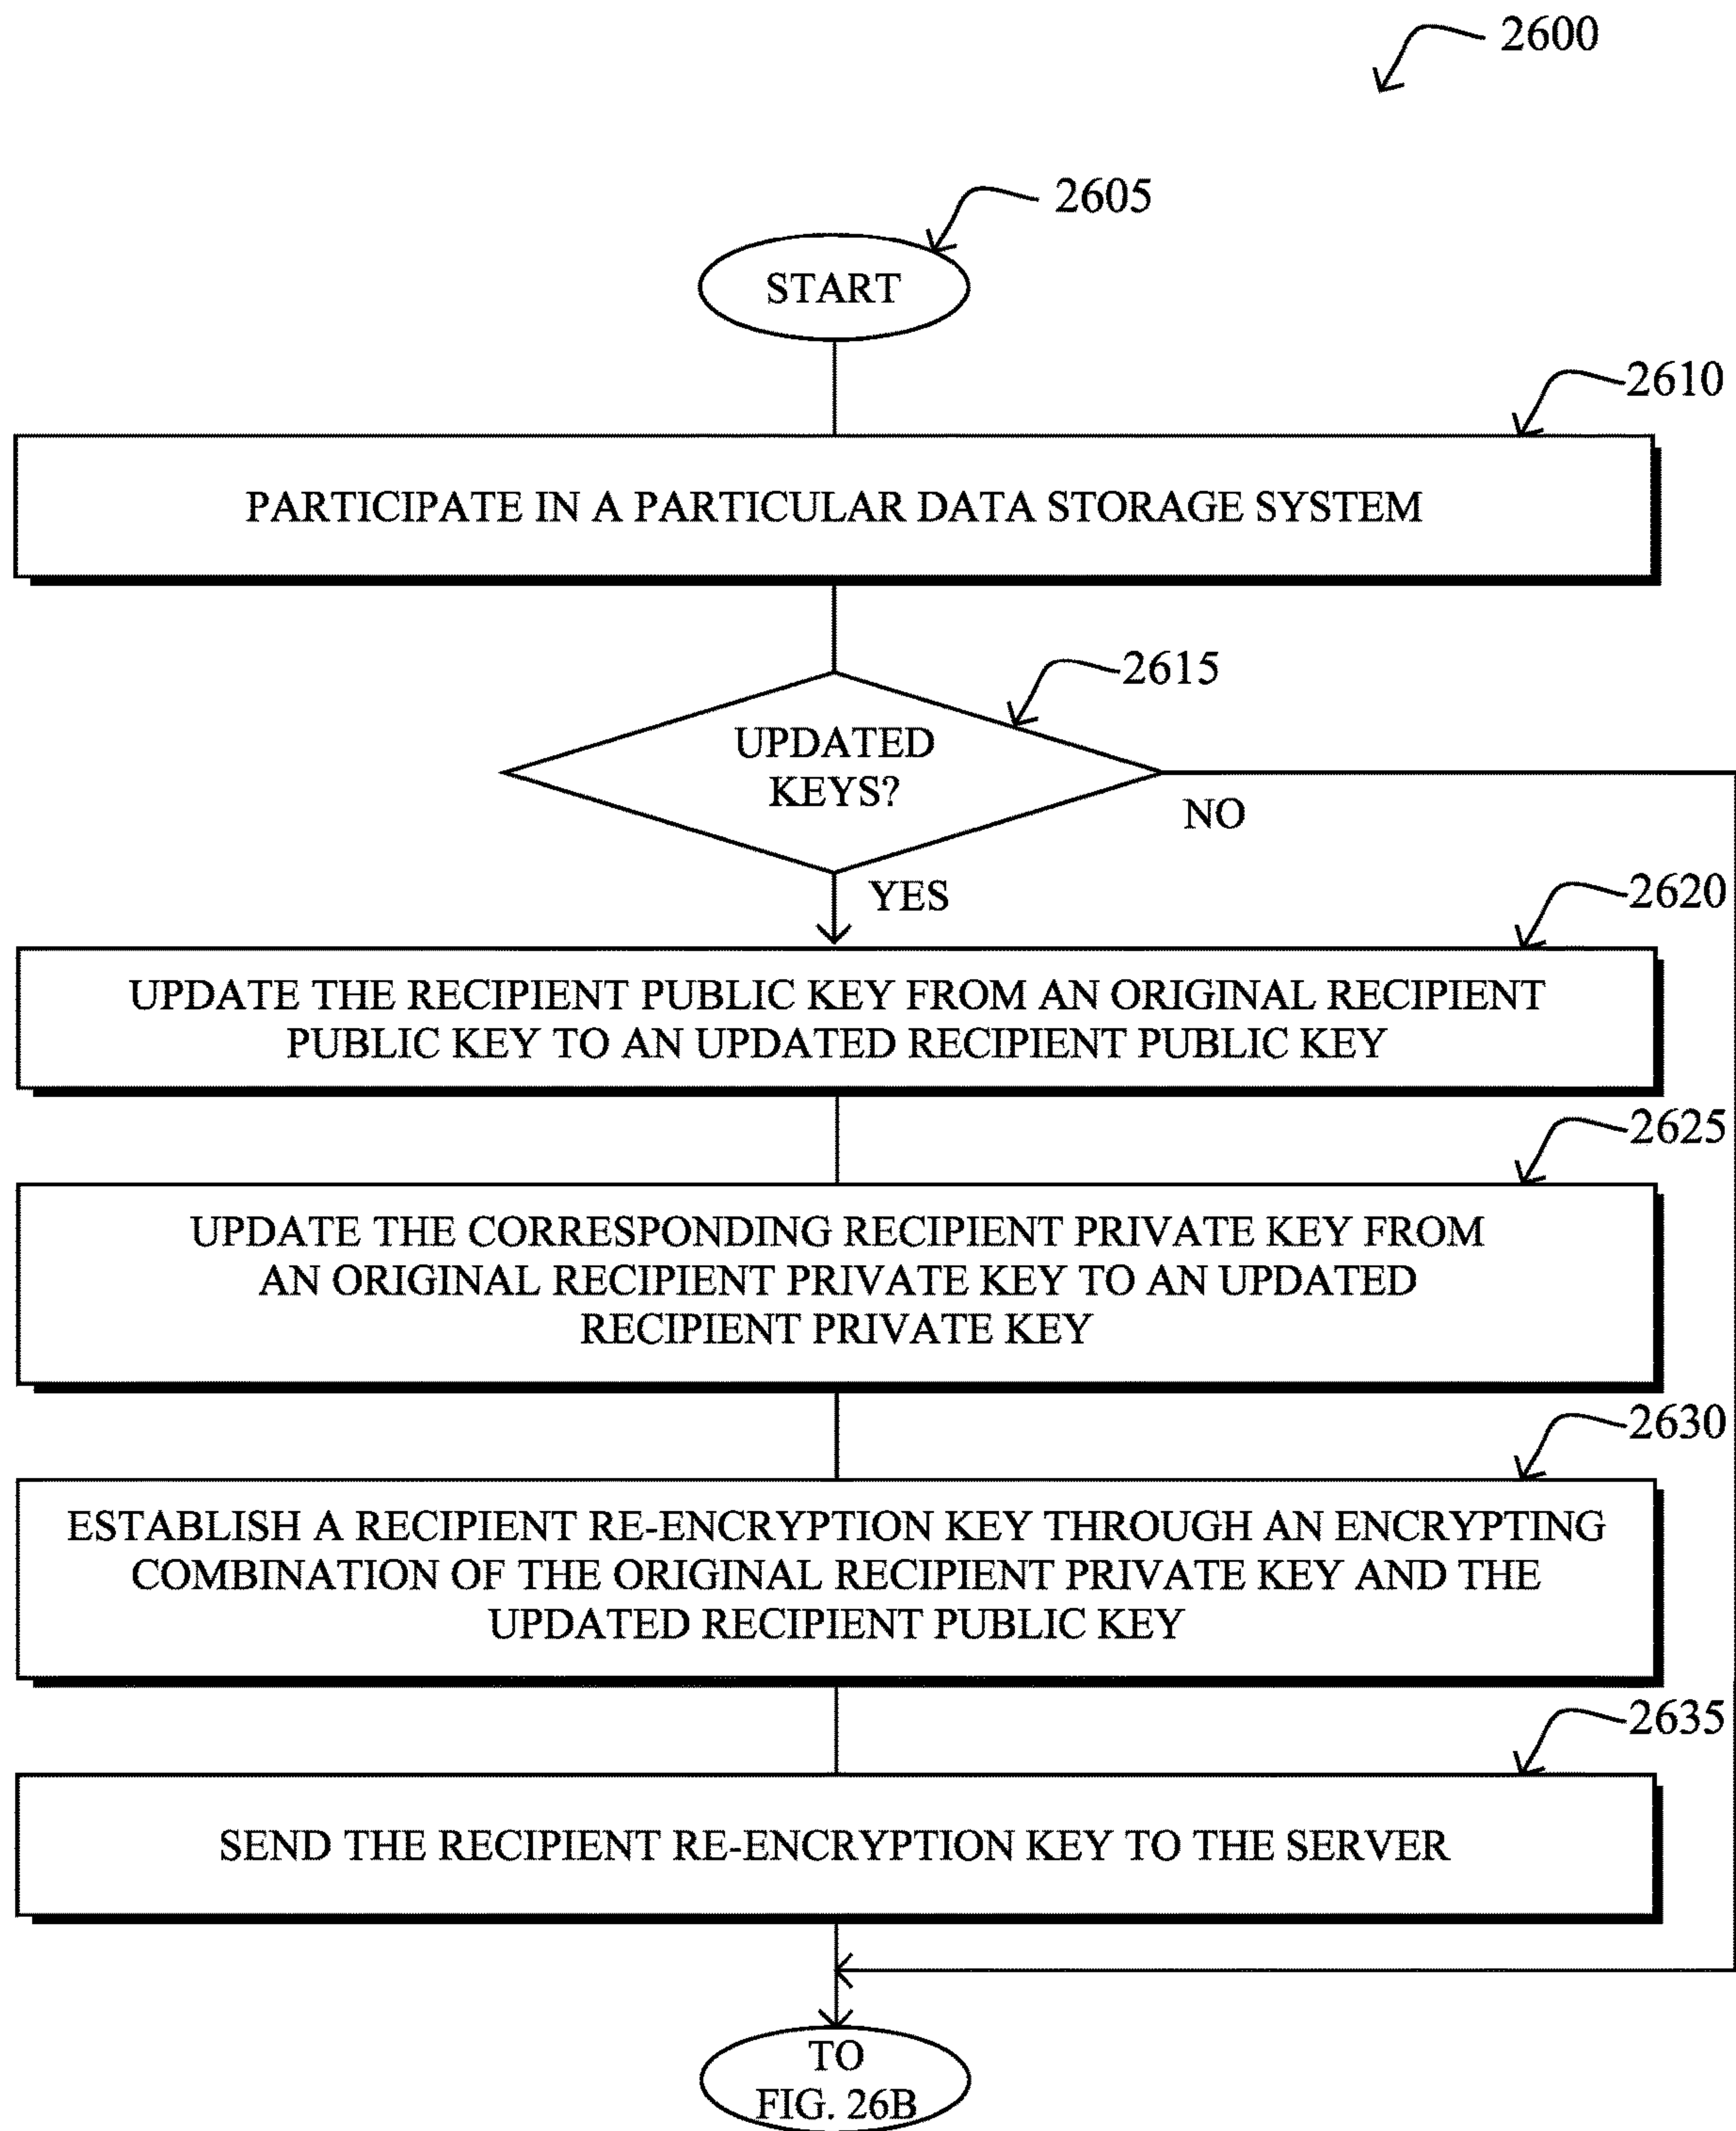 2600
2605
START
2610
PARTICIPATE IN A PARTICULAR DATA STORAGE SYSTEM
2615
UPDATED
KEYS?
NO
YES
2620
UPDATE THE RECIPIENT PUBLIC KEY FROM AN ORIGINAL RECIPIENT
PUBLIC KEY TO AN UPDATED RECIPIENT PUBLIC KEY
2625
UPDATE THE CORRESPONDING RECIPIENT PRIVATE KEY FROM
AN ORIGINAL RECIPIENT PRIVATE KEY TO AN UPDATED
RECIPIENT PRIVATE KEY
2630
ESTABLISH A RECIPIENT RE-ENCRYPTION KEY THROUGH AN ENCRYPTING
COMBINATION OF THE ORIGINAL RECIPIENT PRIVATE KEY AND THE
UPDATED RECIPIENT PUBLIC KEY
2635
SEND THE RECIPIENT RE-ENCRYPTION KEY TO THE SERVER
TO
FIG. 26B